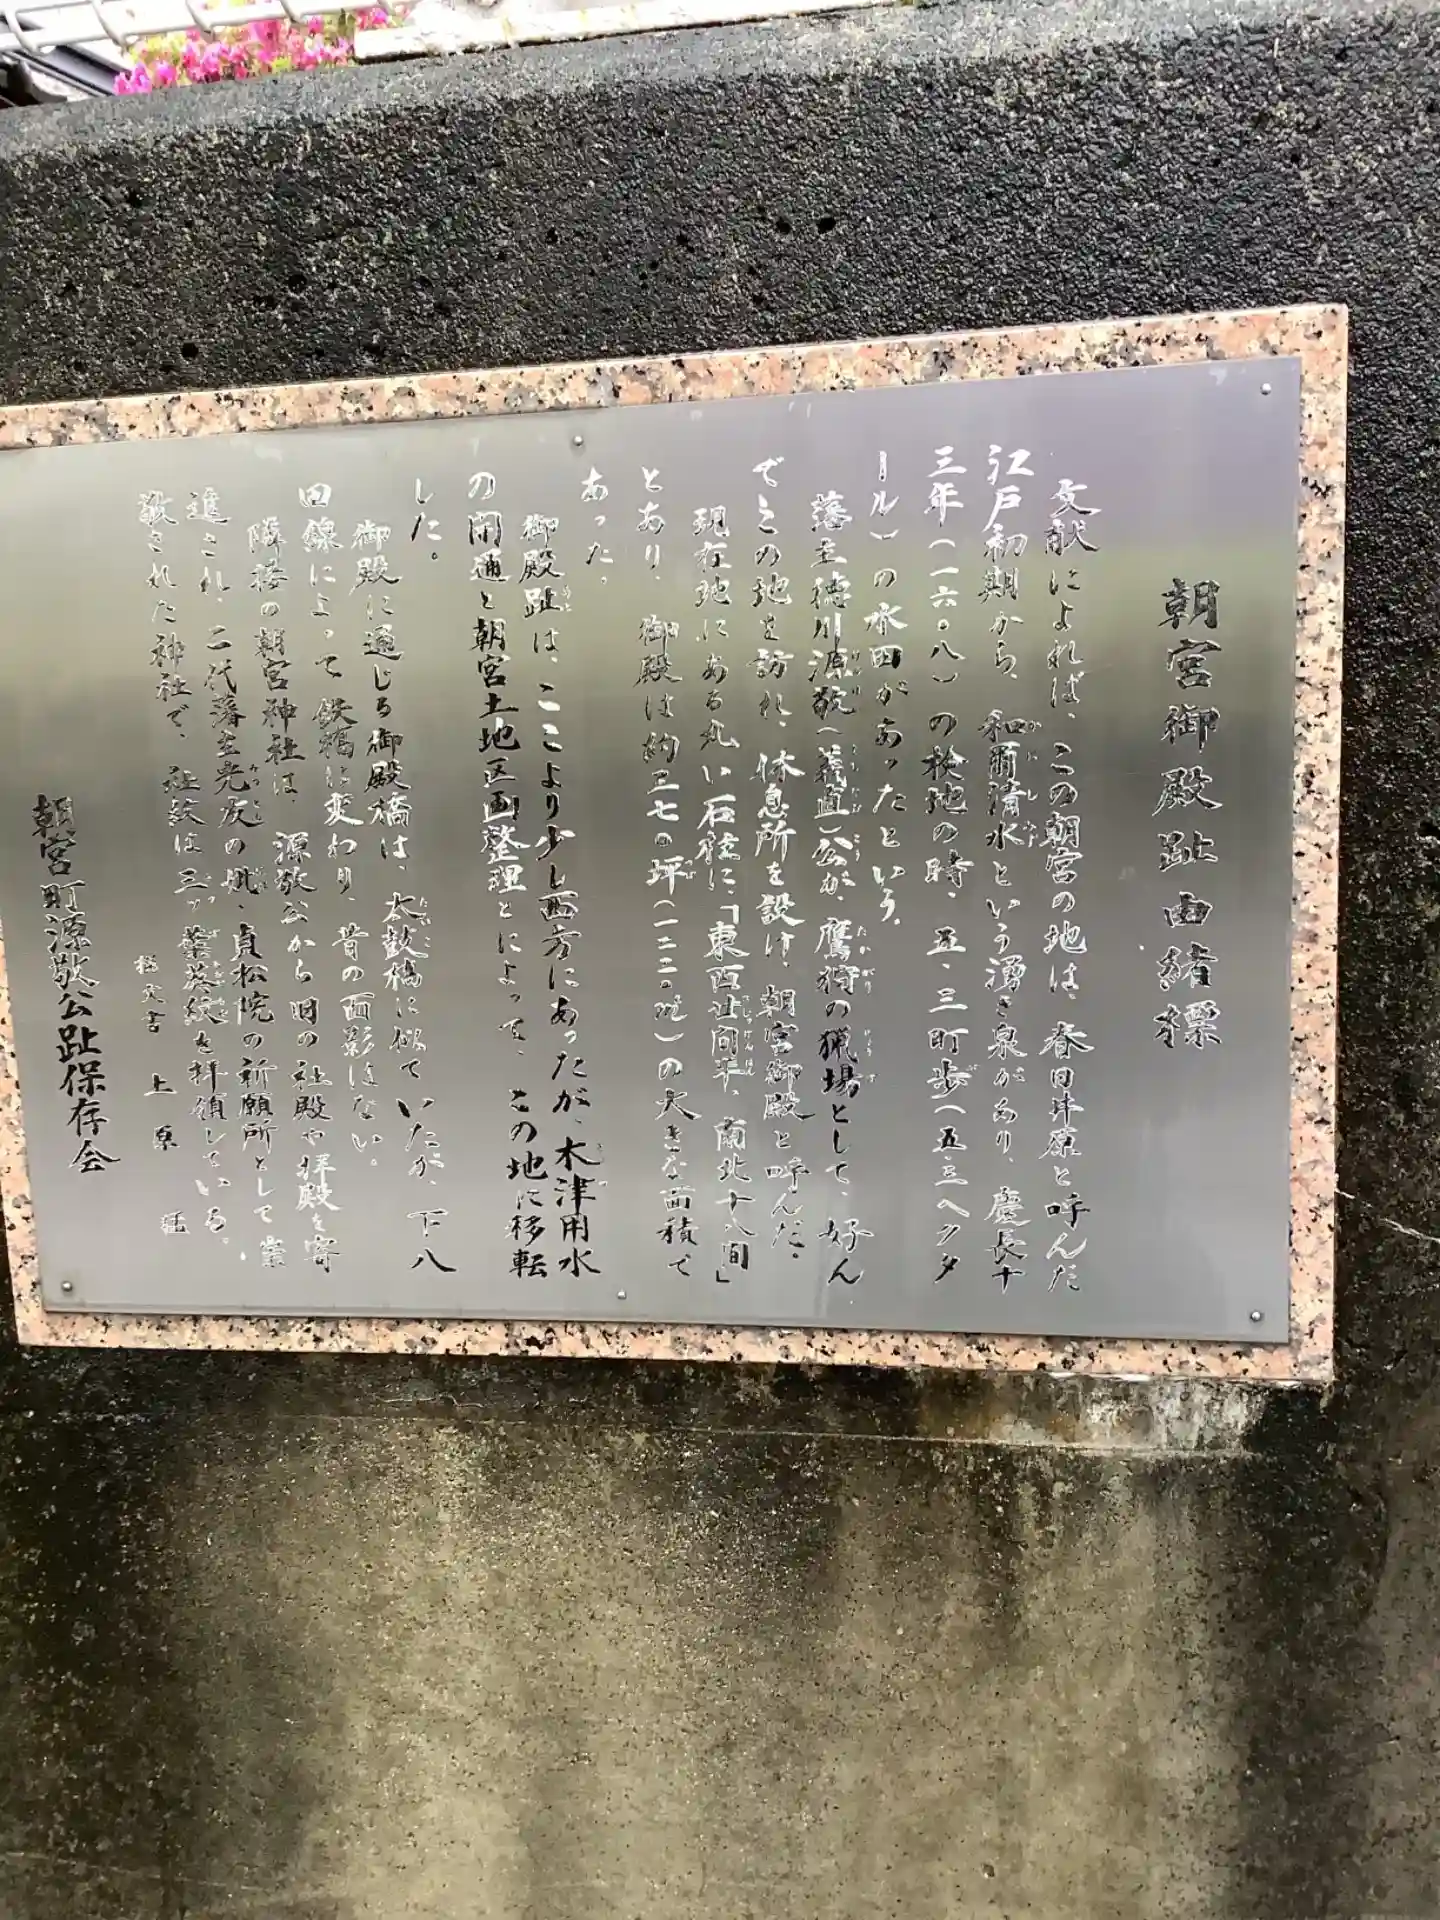 朝宮御殿趾由緒標
文献によれば、この朝宮の地は、春日井原と呼んだ
江戸初期から、和爾清水という湧き泉があり、慶長十
三年(一六〇八)の検地の時、五・三町歩(五・三ヘクタ
ール)の水田があったという。
藩主徳川源敬(義直)公が、鷹狩の猟場として、好ん
でこの地を訪れ、休息所を設け、朝宮御殿と呼んだ。
現在地にある丸い石柱に、「東西辻向平、南北十八間」
とあり、御殿は約三七〇坪(一二二〇㎡)の大きな面積で
あった。
御殿趾は、ここより少し西方にあったが、木津用水
の開通と朝宮土地区画整理とによって、この地に移転
した。
御殿に通じる御殿橋は、太鼓橋に似ていたが、下八
田線によって鉄橋に変わり、昔の面影はない。
隣接の朝宮神社は、源敬公から旧の社殿や拝殿を寄
進され、二代藩主光友の 、貞松院の祈願所として崇
敬された神社で、社紋は三ッ葉葵紋を拝領している。
撰文書 上原 猛
朝宮町源敬公趾保存会